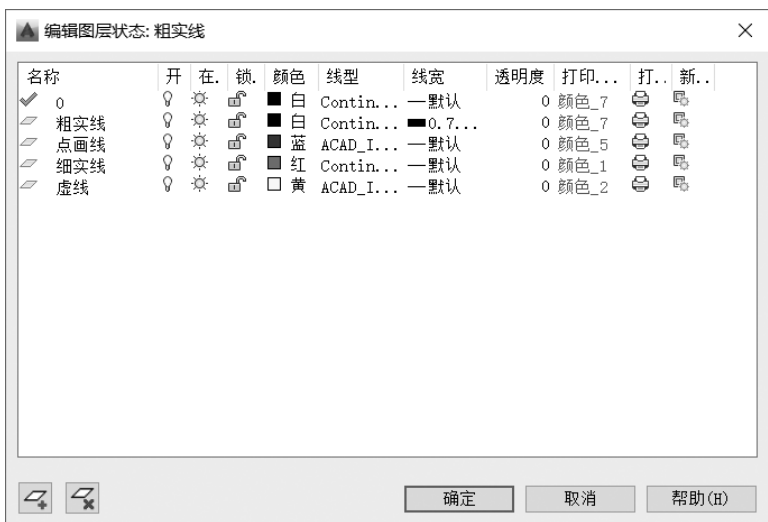 编辑图层状态: 粗实线
名称 开 在. 锁. 颜色 线型 线宽 透明度 打印... 打.. 新..
0 白 Contin... 默认 0 颜色_7
粗实线 白 Contin... 0.7... 0 颜色_7
点画线 蓝 ACAD_I... 默认 0 颜色_5
细实线 红 Contin... 默认 0 颜色_1
虚线 黄 ACAD_I... 默认 0 颜色_2
确定 取消 帮助(H)